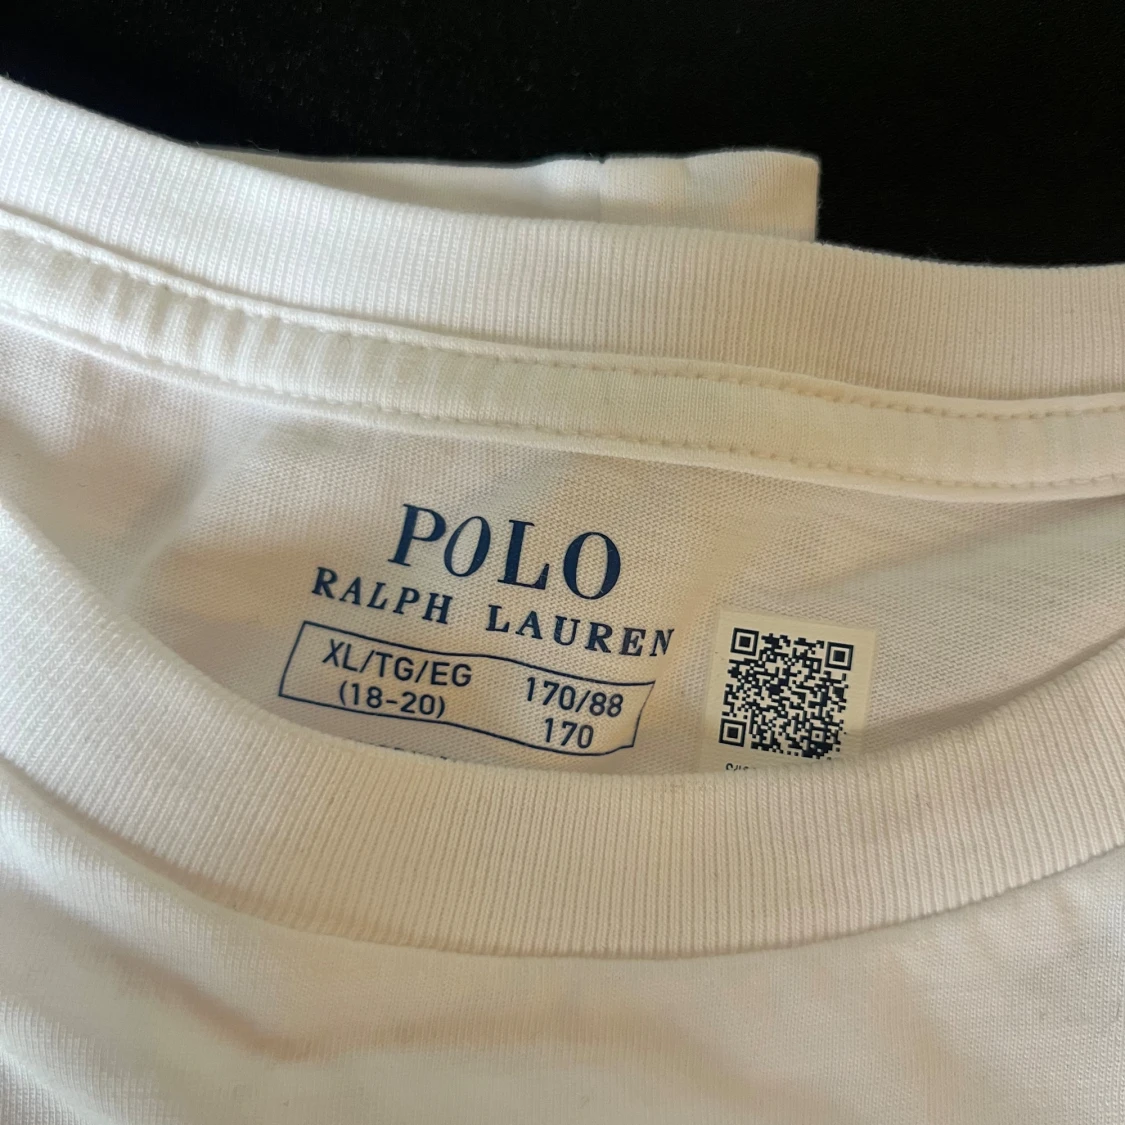 POLO
RALPH LAUREN
XL/TG/EG 170/88
(18-20) 170